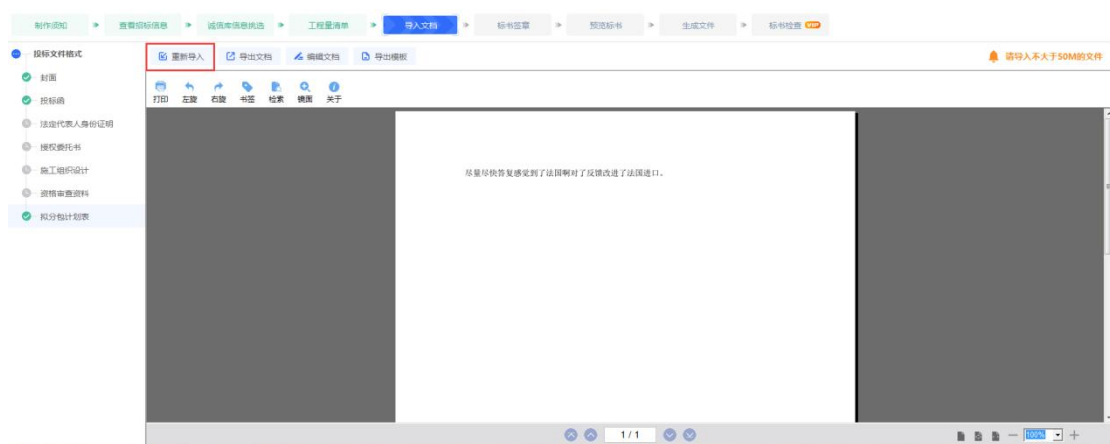 制作须知 查看招标信息 诚信库信息挑选 工程量清单 导入文档 标书签章 预览标书 生成文件 标书检查 VIP
投标文件格式
重新导入 导出文档 编辑文档 导出模板 请导入不大于50M的文件
封面
投标函
法定代表人身份证明
授权委托书
施工组织设计
资格审查资料
拟分包计划表
打印 左旋 右旋 书签 检索 镜面 关于
尽量尽快答复感觉到了法国啊对了反馈改进了法国进口。
1 / 1 100%